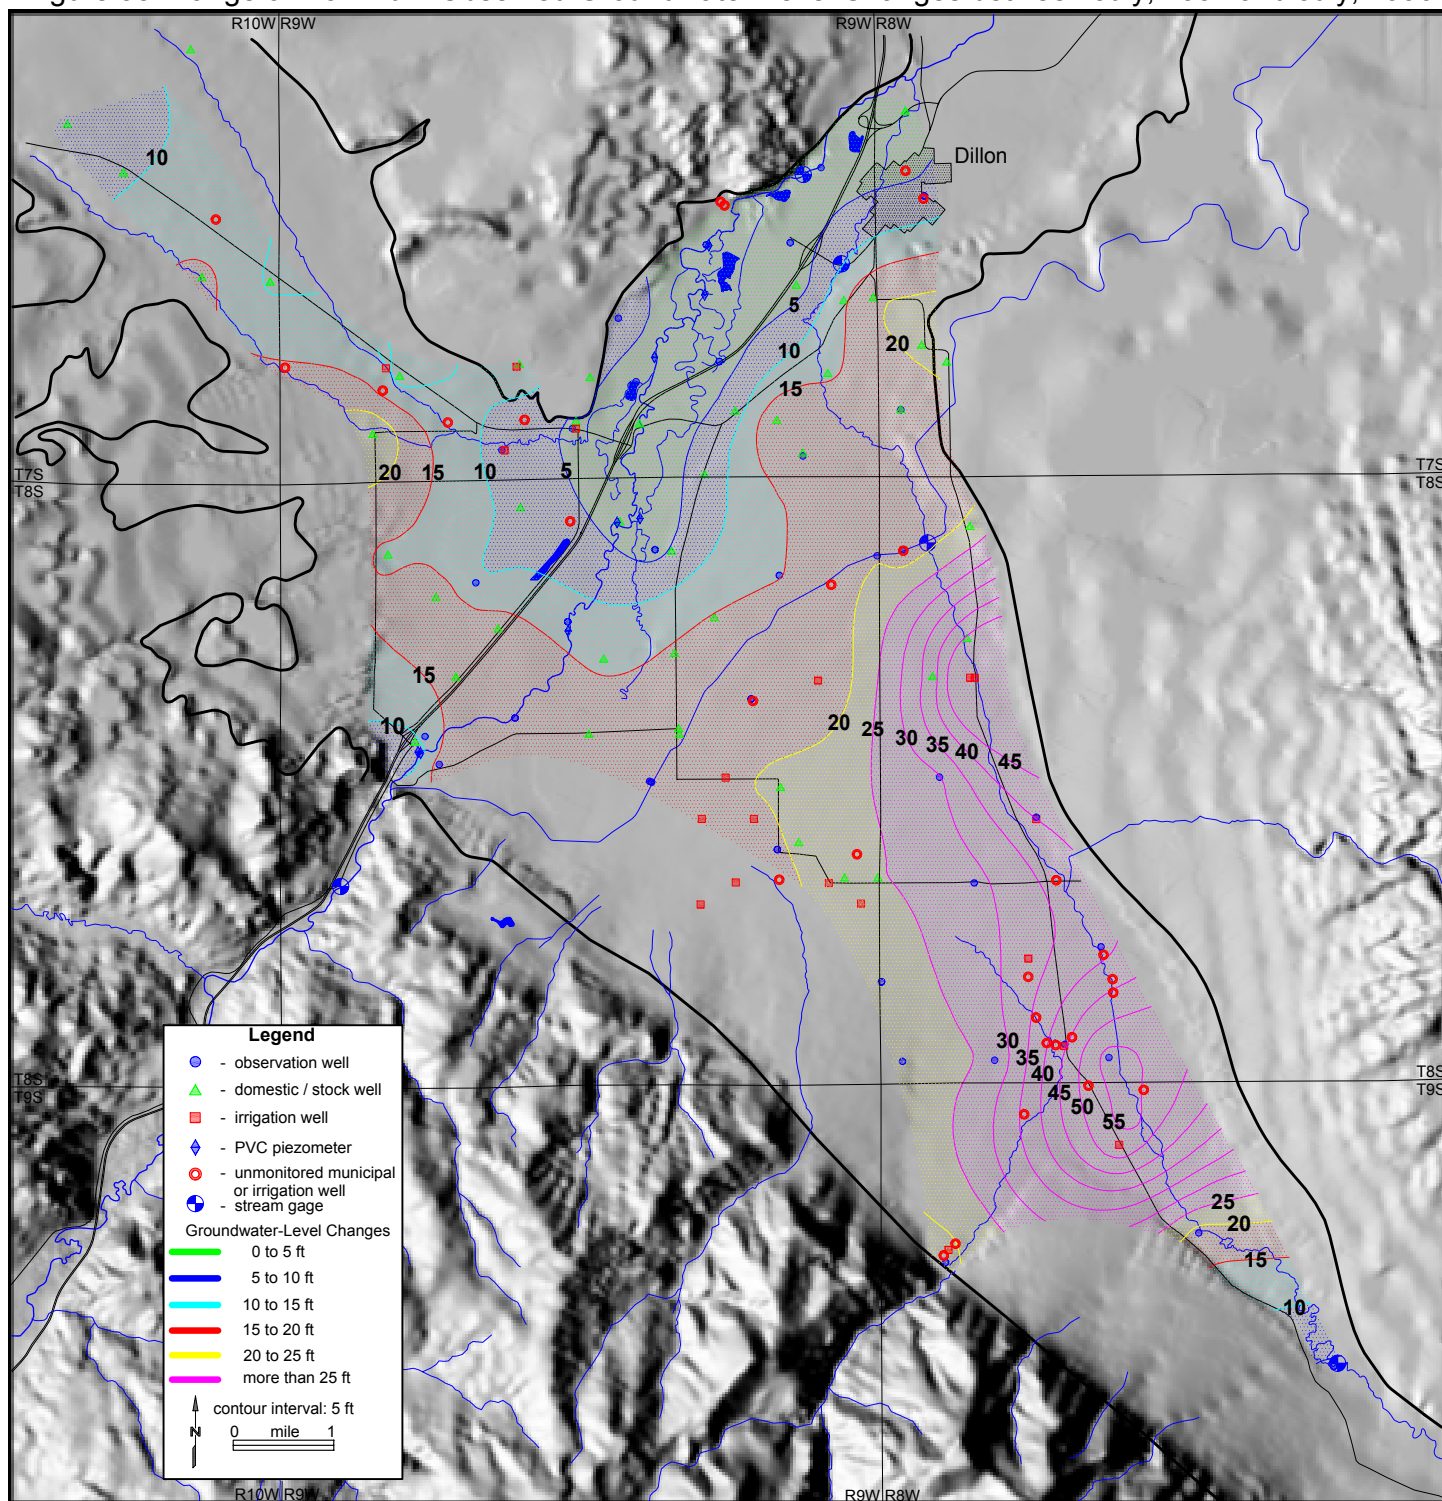 R10W R9W
R9W R8W
Dillon
10
5
10
15
20
20
15
10
5
T7S
T8S
T7S
T8S
15
10
20
25
30
35
40
45
30
35
40
45
50
55
T8S
T9S
T8S
T9S
25
20
15
10
Legend
- observation well
- domestic / stock well
- irrigation well
- PVC piezometer
- unmonitored municipal
or irrigation well
- stream gage
Groundwater-Level Changes
0 to 5 ft
5 to 10 ft
10 to 15 ft
15 to 20 ft
20 to 25 ft
more than 25 ft
contour interval: 5 ft
N
0 mile 1
R10W R9W
R9W R8W